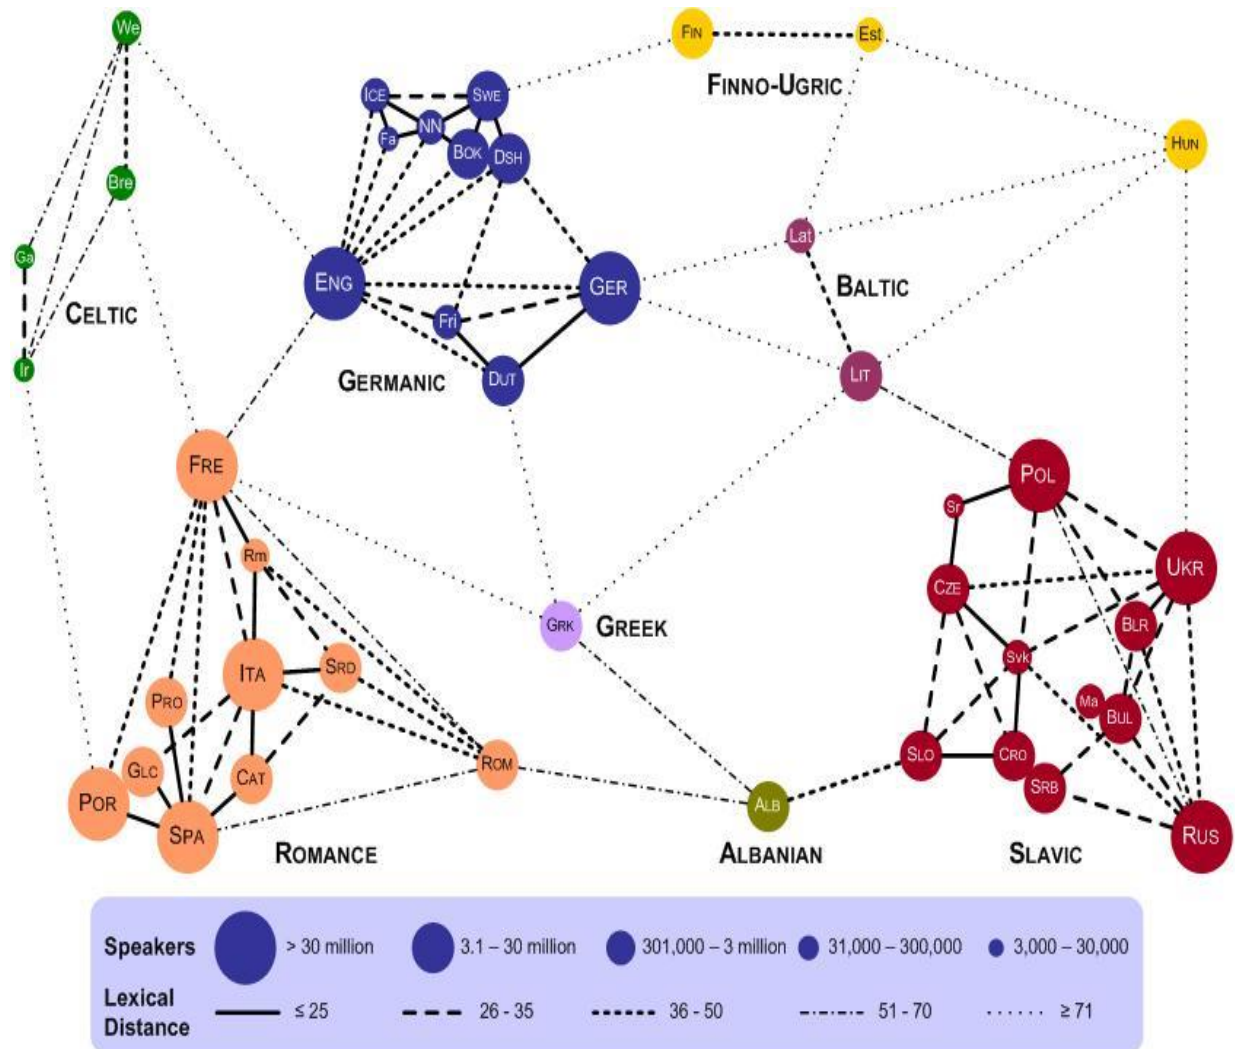 We
FIN
Est
FINNO-UGRIC
ICE
SWE
NN
Fa
BOK
DSH
HUN
Bre
Lat
Ga
ENG
GER
BALTIC
CELTIC
Fri
Ir
GERMANIC
DUT
LIT
FRE
POL
Sr
Rm
UKR
CZE
GRK
GREEK
BLR
ITA
SRD
Svk
PRO
Ma
BUL
GLC
CAT
ROM
SLO
CRO
SRB
POR
SPA
ALB
RUS
ROMANCE
ALBANIAN
SLAVIC
Speakers > 30 million 3.1 – 30 million 301,000 – 3 million 31,000 – 300,000 3,000 – 30,000
Lexical
Distance ≤ 25 26 - 35 36 - 50 51 - 70 ≥ 71